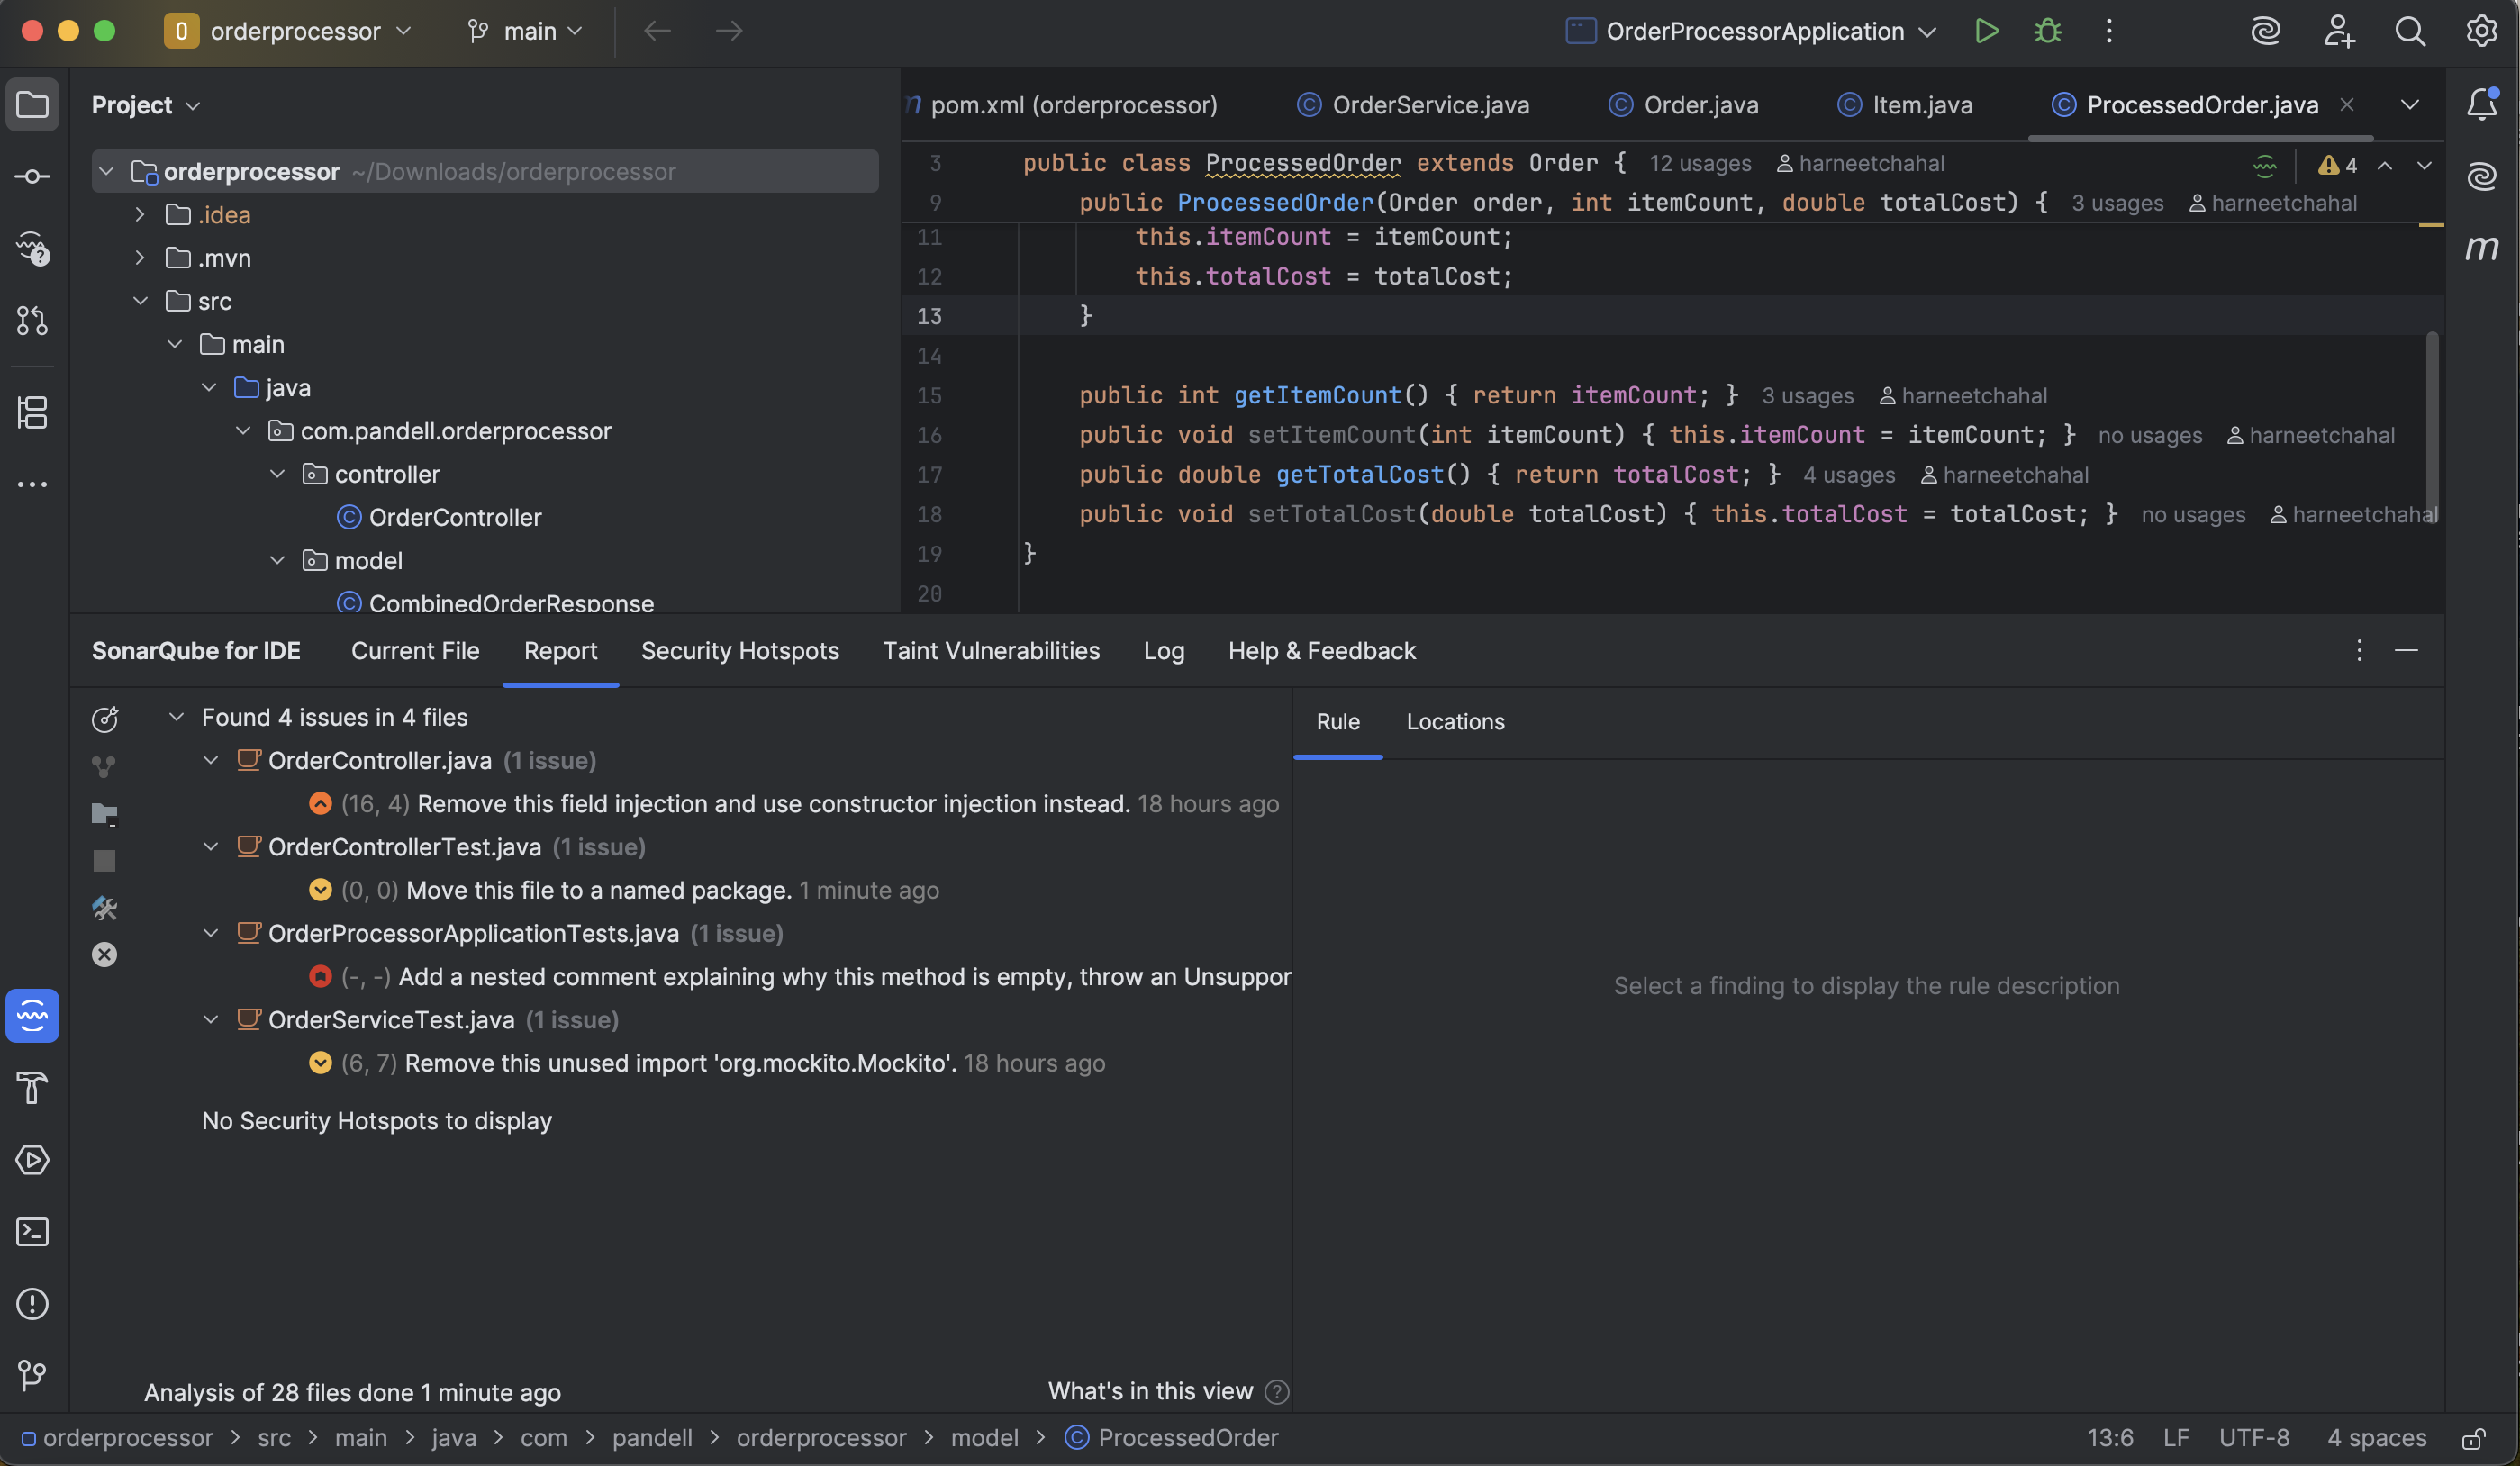 O orderprocessor main OrderProcessorApplication
Project
pom.xml (orderprocessor) OrderService.java Order.java Item.java ProcessedOrder.java
orderprocessor ~/Downloads/orderprocessor
.idea
.mvn
src
main
java
com.pandell.orderprocessor
controller
OrderController
model
CombinedOrderResponse
3 public class ProcessedOrder extends Order { 12 usages harneetchahal 4
9 public ProcessedOrder(Order order, int itemCount, double totalCost) { 3 usages harneetchahal
11 this.itemCount = itemCount;
12 this.totalCost = totalCost;
13 }
14
15 public int getItemCount() { return itemCount; } 3 usages harneetchahal
16 public void setItemCount(int itemCount) { this.itemCount = itemCount; } no usages harneetchahal
17 public double getTotalCost() { return totalCost; } 4 usages harneetchahal
18 public void setTotalCost(double totalCost) { this.totalCost = totalCost; } no usages harneetchahal
19 }
20
m
SonarQube for IDE Current File Report Security Hotspots Taint Vulnerabilities Log Help & Feedback
Found 4 issues in 4 files
OrderController.java (1 issue)
(16, 4) Remove this field injection and use constructor injection instead. 18 hours ago
OrderControllerTest.java (1 issue)
(0, 0) Move this file to a named package. 1 minute ago
OrderProcessorApplicationTests.java (1 issue)
(-, -) Add a nested comment explaining why this method is empty, throw an Unsuppor
OrderServiceTest.java (1 issue)
(6, 7) Remove this unused import 'org.mockito.Mockito'. 18 hours ago
No Security Hotspots to display
Rule Locations
Select a finding to display the rule description
Analysis of 28 files done 1 minute ago What's in this view ?
orderprocessor > src > main > java > com > pandell > orderprocessor > model > ProcessedOrder 13:6 LF UTF-8 4 spaces